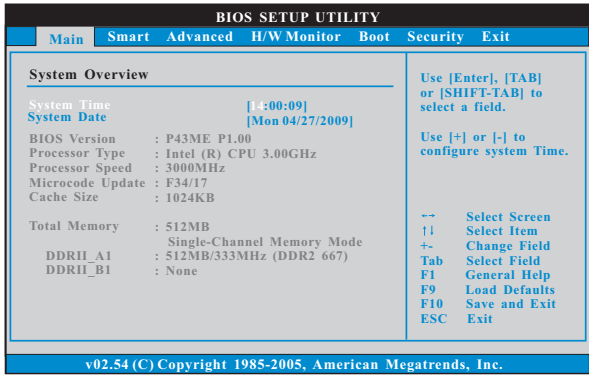 BIOS SETUP UTILITY
Main Smart Advanced H/W Monitor Boot Security Exit
System Overview
System Time [14:00:09]
System Date [Mon 04/27/2009]
BIOS Version : P43ME P1.00
Processor Type : Intel (R) CPU 3.00GHz
Processor Speed : 3000MHz
Microcode Update : F34/17
Cache Size : 1024KB
Total Memory : 512MB
Single-Channel Memory Mode
DDRII_A1 : 512MB/333MHz (DDR2 667)
DDRII_B1 : None
Use [Enter], [TAB]
or [SHIFT-TAB] to
select a field.
Use [+] or [-] to
configure system Time.
↔ Select Screen
↑↓ Select Item
+- Change Field
Tab Select Field
F1 General Help
F9 Load Defaults
F10 Save and Exit
ESC Exit
v02.54 (C) Copyright 1985-2005, American Megatrends, Inc.